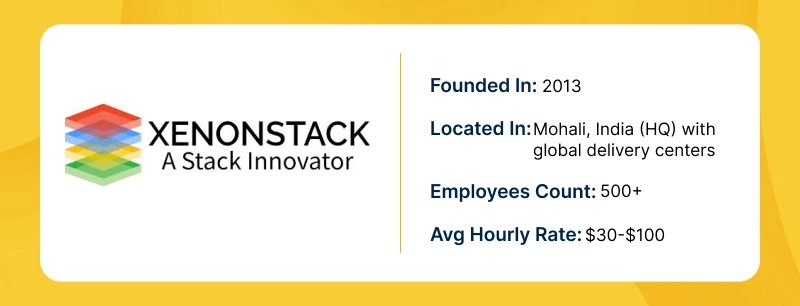 XENONSTACK
A Stack Innovator
Founded In: 2013
Located In: Mohali, India (HQ) with
global delivery centers
Employees Count: 500+
Avg Hourly Rate: $30-$100